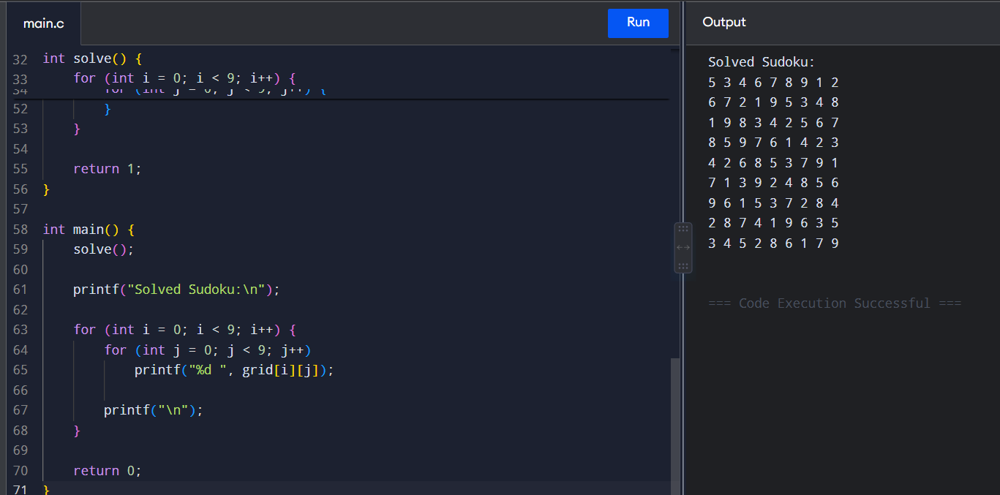 main.c
Run
32 int solve() {
33 for (int i = 0; i < 9; i++) {
34 for (int j = 0; j < 9; j++) {
52 }
53 }
54
55 return 1;
56 }
57
58 int main() {
59 solve();
60
61 printf("Solved Sudoku:\n");
62
63 for (int i = 0; i < 9; i++) {
64 for (int j = 0; j < 9; j++)
65 printf("%d ", grid[i][j]);
66
67 printf("\n");
68 }
69
70 return 0;
71 }
Output
Solved Sudoku:
5 3 4 6 7 8 9 1 2
6 7 2 1 9 5 3 4 8
1 9 8 3 4 2 5 6 7
8 5 9 7 6 1 4 2 3
4 2 6 8 5 3 7 9 1
7 1 3 9 2 4 8 5 6
9 6 1 5 3 7 2 8 4
2 8 7 4 1 9 6 3 5
3 4 5 2 8 6 1 7 9
=== Code Execution Successful ===